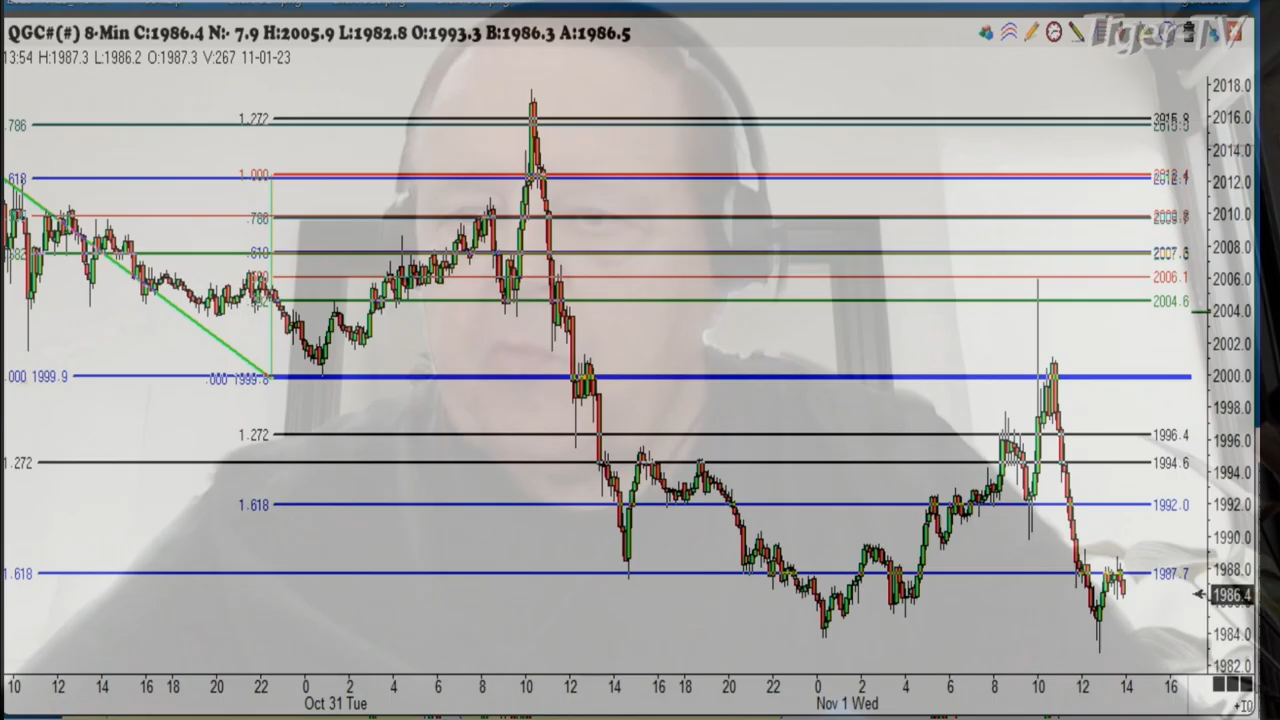 QGC#(#) 8-Min C:1986.4 N:- 7.9 H:2005.9 L:1982.8 O:1993.3 B:1986.3 A:1986.5
Tiger-TV
13:54 H:1987.3 L:1986.2 O:1987.3 V:267 11-01-23
2018.0
1.272 2016.0
.786
2014.0
.618 1.000
2012.0
.786 2010.0
.382 .618 2007.6 2008.0
2006.1 2006.0
2004.6
2004.0
2002.0
.000 1999.9 .000 1999.8 2000.0
1998.0
1.272 1996.4 1996.0
1.272 1994.6 1994.0
1.618 1992.0 1992.0
1990.0
1.618 1987.7 1988.0
1986.4
1984.0
1982.0
10 12 14 16 18 20 22 0 2 4 6 8 10 12 14 16 18 20 22 0 2 4 6 8 10 12 14 16
Oct 31 Tue Nov 1 Wed